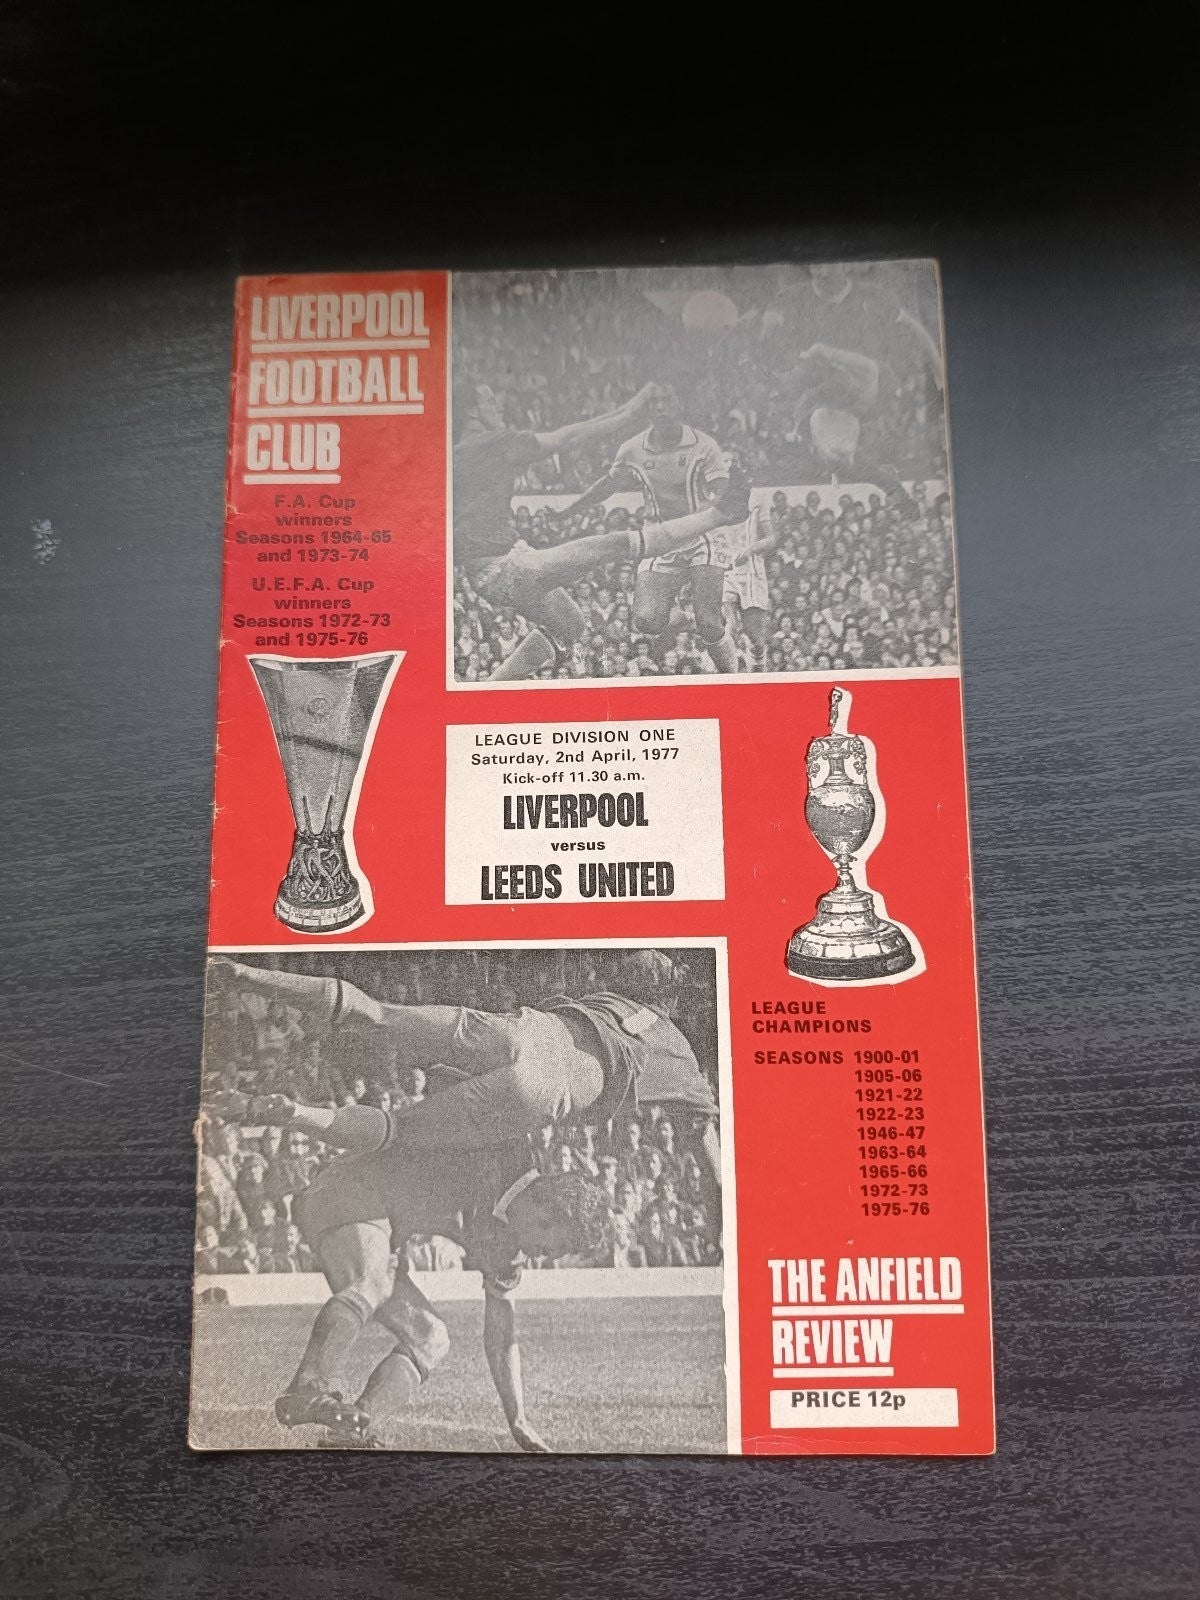 LIVERPOOL
FOOTBALL
CLUB
F.A. Cup
winners
Seasons 1964-65
and 1973-74
U.E.F.A. Cup
winners
Seasons 1972-73
and 1975-76
LEAGUE DIVISION ONE
Saturday, 2nd April, 1977
Kick-off 11.30 a.m.
LIVERPOOL
versus
LEEDS UNITED
LEAGUE
CHAMPIONS
SEASONS 1900-01
1905-06
1921-22
1922-23
1946-47
1963-64
1965-66
1972-73
1975-76
THE ANFIELD
REVIEW
PRICE 12p